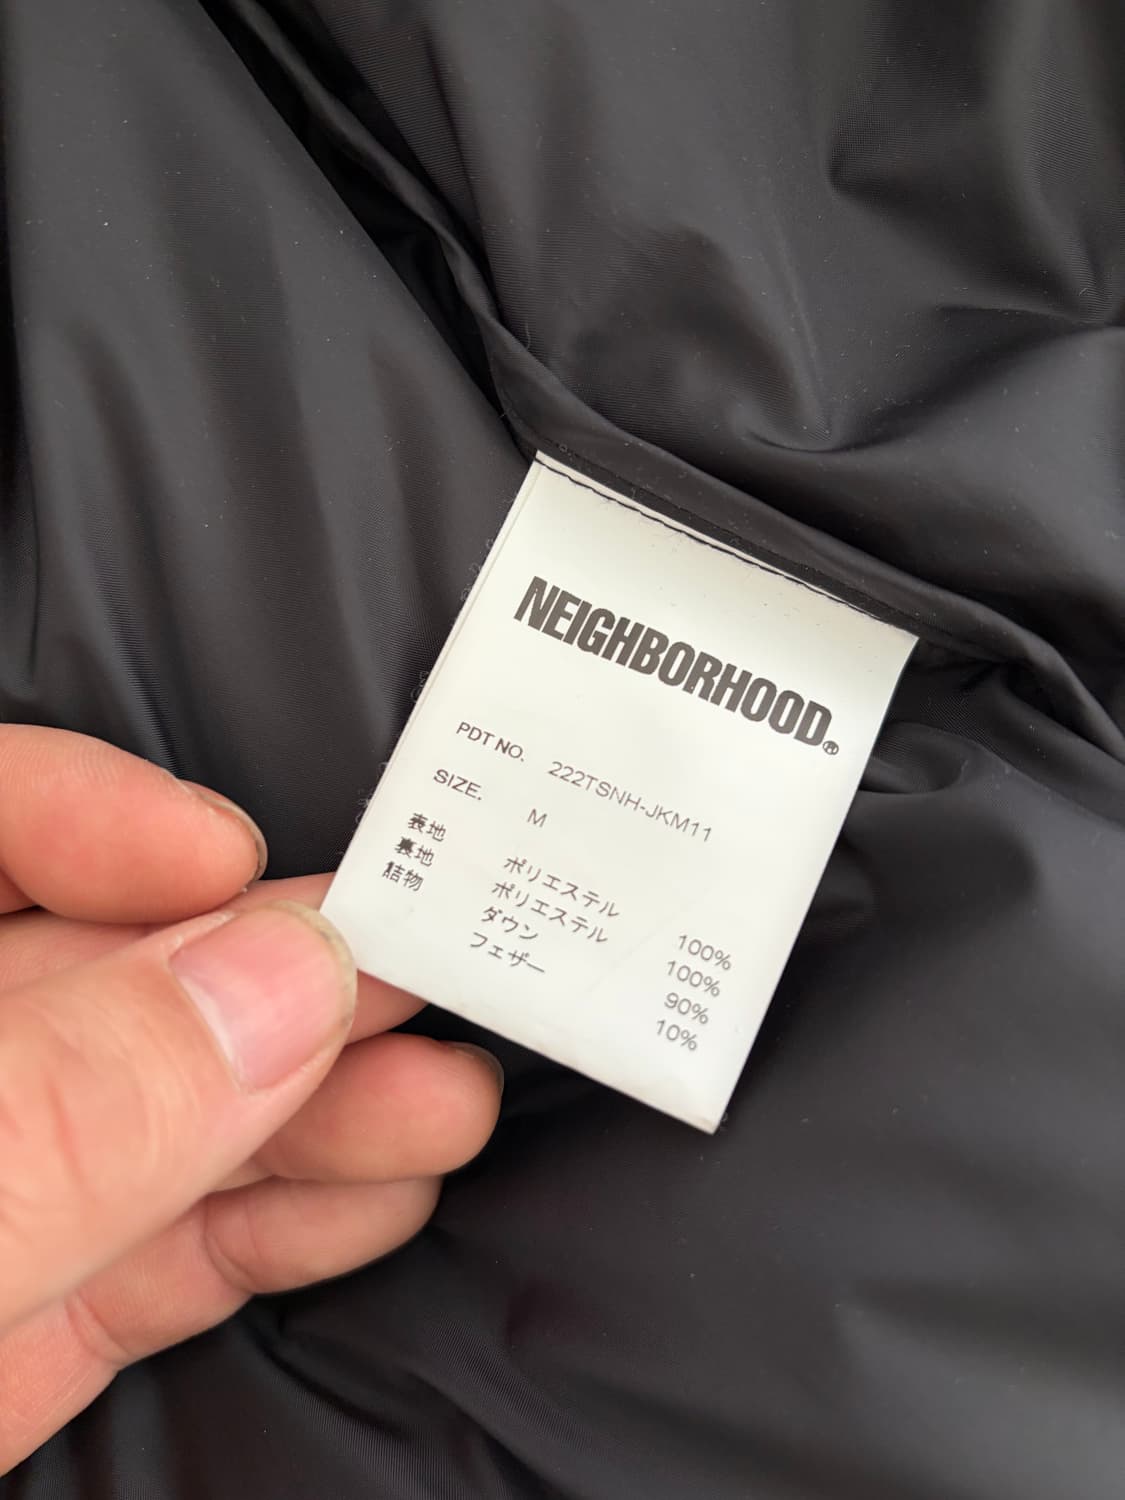 NEIGHBORHOOD®
PDT NO. 222TSNH-JKM11
SIZE. M
表地 ポリエステル 100%
裏地 ポリエステル 100%
詰物 ダウン 90%
フェザー 10%